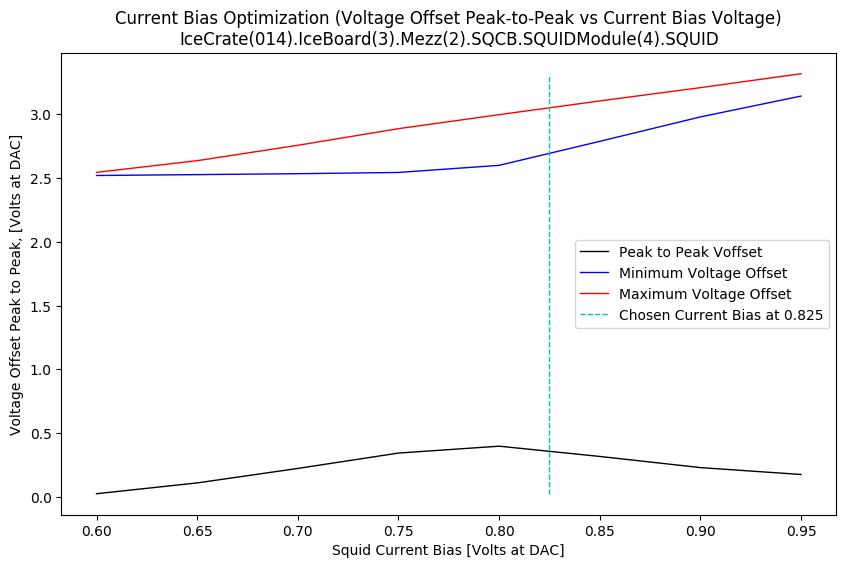 Current Bias Optimization (Voltage Offset Peak-to-Peak vs Current Bias Voltage)
IceCrate(014).IceBoard(3).Mezz(2).SQCB.SQUIDModule(4).SQUID
Voltage Offset Peak to Peak, [Volts at DAC]
3.0
2.5
2.0
1.5
1.0
0.5
0.0
Peak to Peak Voffset
Minimum Voltage Offset
Maximum Voltage Offset
Chosen Current Bias at 0.825
0.60 0.65 0.70 0.75 0.80 0.85 0.90 0.95
Squid Current Bias [Volts at DAC]